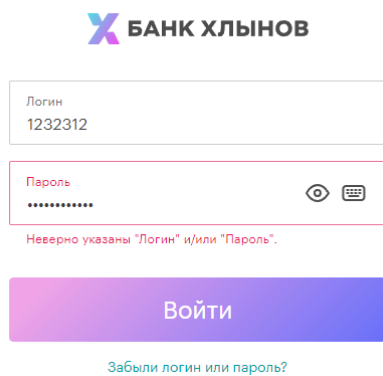 БАНК ХЛЫНОВ
Логин
1232312
Пароль
••••••••••••
Неверно указаны "Логин" и/или "Пароль".
Войти
Забыли логин или пароль?